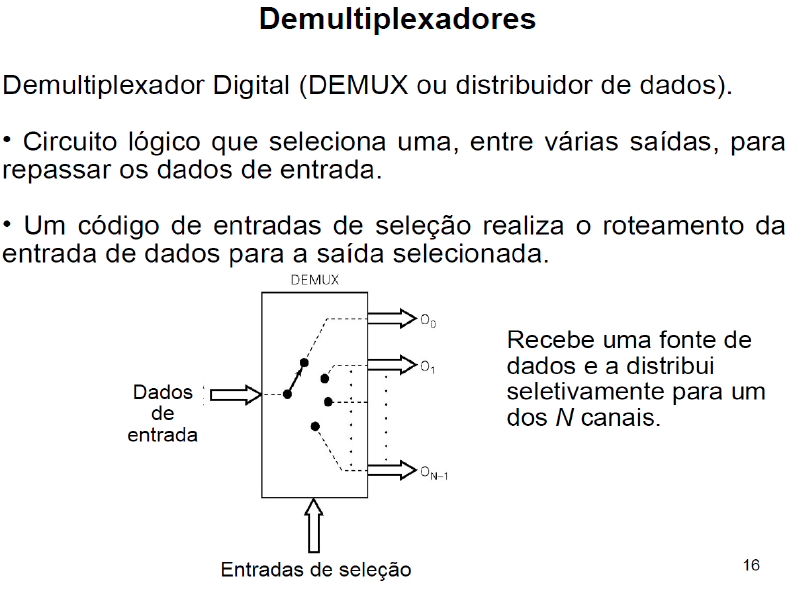 Demultiplexadores
Demultiplexador Digital (DEMUX ou distribuidor de dados).
• Circuito lógico que seleciona uma, entre várias saídas, para
repassar os dados de entrada.
• Um código de entradas de seleção realiza o roteamento da
entrada de dados para a saída selecionada.
DEMUX
O0
O1
ON–1
Dados
de
entrada
Entradas de seleção
Recebe uma fonte de
dados e a distribui
seletivamente para um
dos N canais.
16